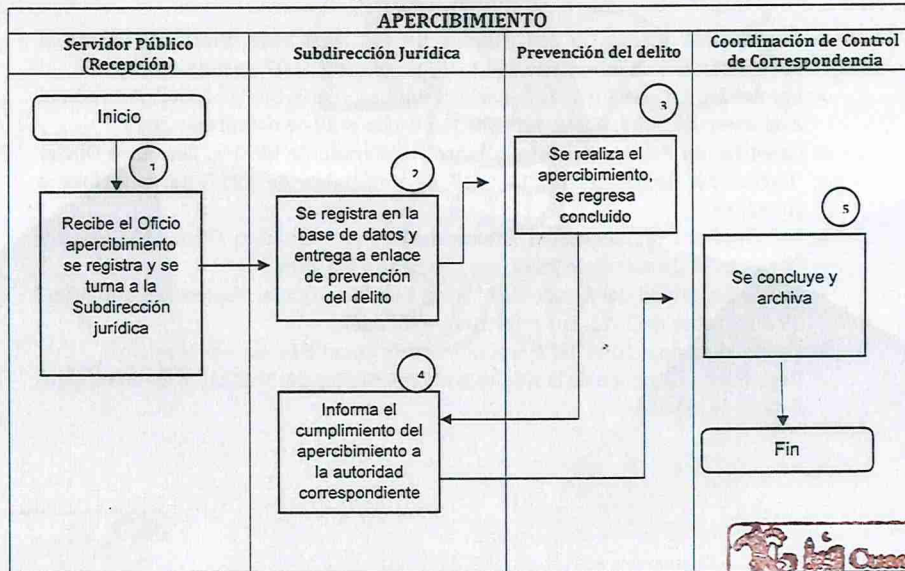 APERCIBIMIENTO
Servidor Público
(Recepción)
Subdirección Jurídica
Prevención del delito
Coordinación de Control
de Correspondencia
Inicio
1
Recibe el Oficio
apercibimiento
se registra y se
turna a la
Subdirección
jurídica
2
Se registra en la
base de datos y
entrega a enlace
de prevención
del delito
3
Se realiza el
apercibimiento,
se regresa
concluido
4
Informa el
cumplimiento del
apercibimiento a
la autoridad
correspondiente
5
Se concluye y
archiva
Fin